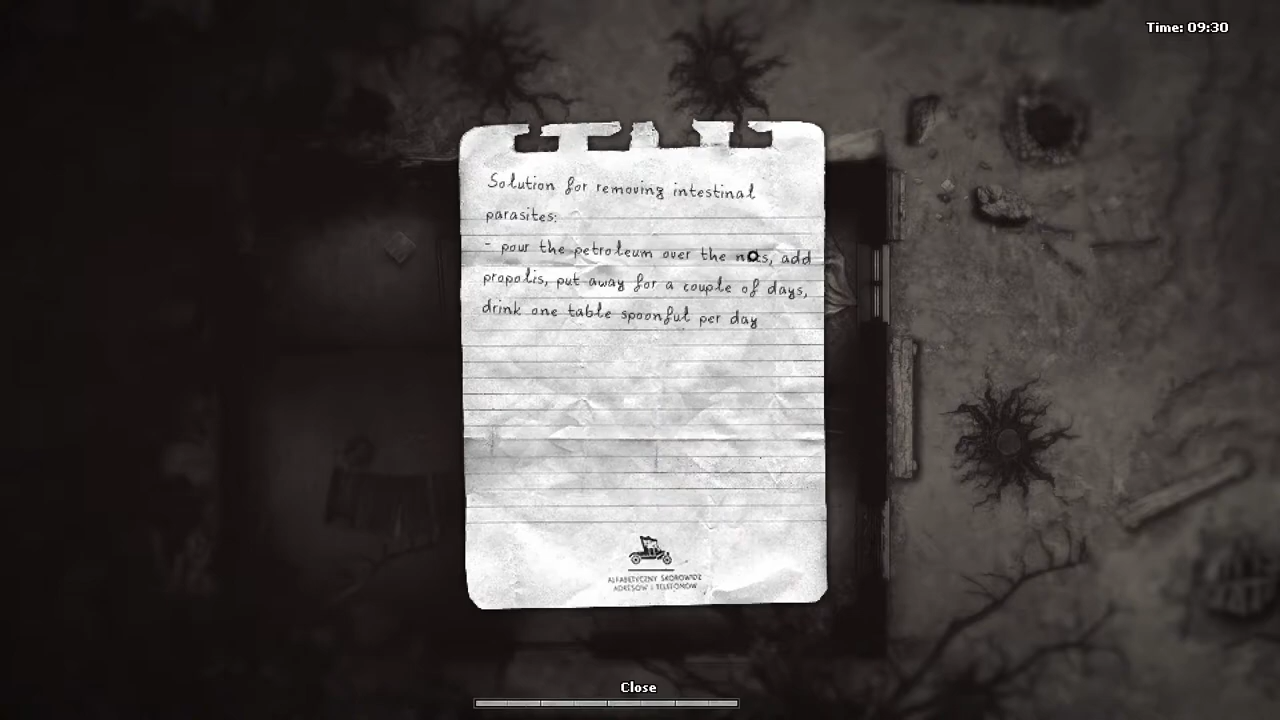 Time: 09:30
Solution for removing intestinal
parasites:
- pour the petroleum over the nuts, add
propolis, put away for a couple of days,
drink one table spoonful per day
ALFABETYCZNY SKOROWIDZ
ADRESÓW i TELEFONÓW
Close